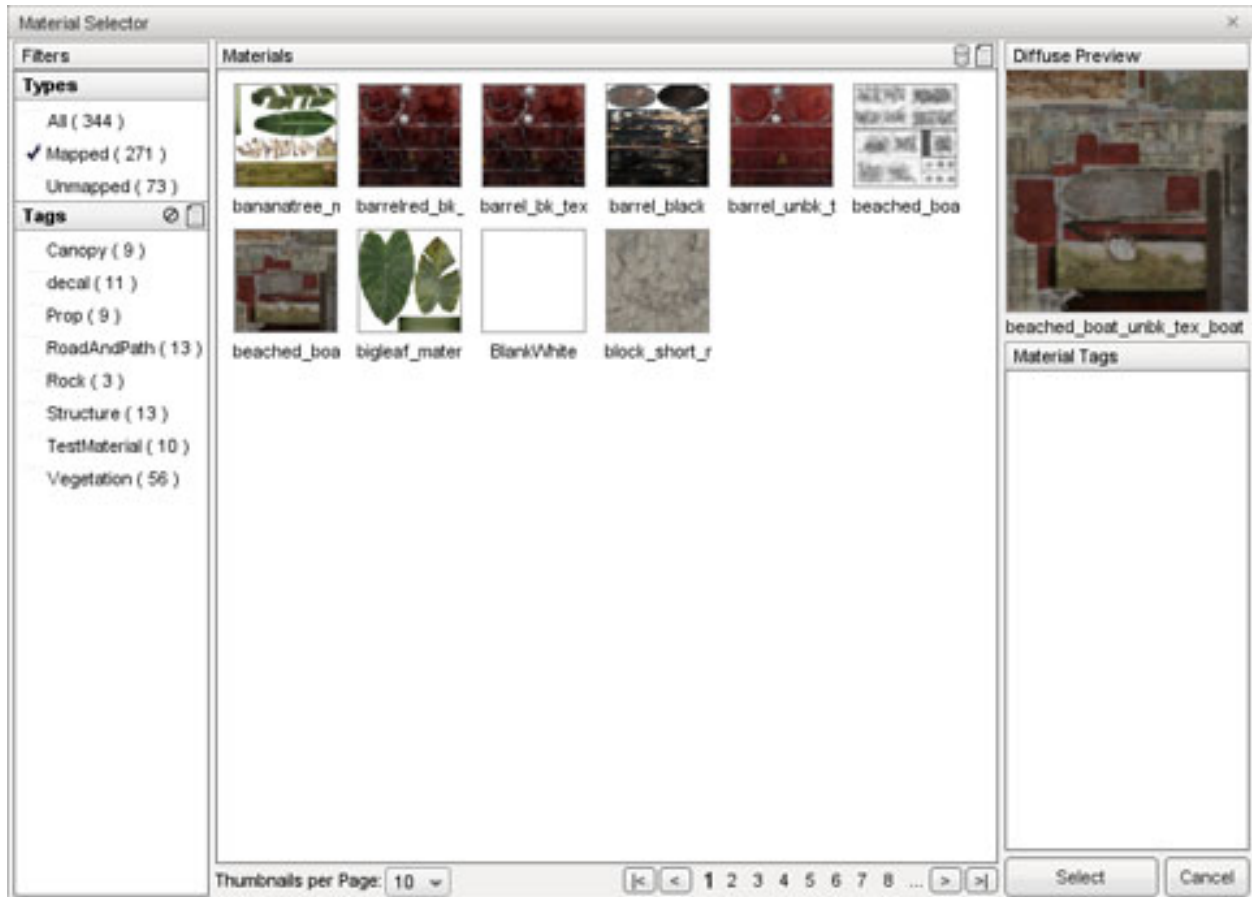 Material Selector
Filters
Types
All ( 344 )
Mapped ( 271 )
Unmapped ( 73 )
Tags
Canopy ( 9 )
decal ( 11 )
Prop ( 9 )
RoadAndPath ( 13 )
Rock ( 3 )
Structure ( 13 )
TestMaterial ( 10 )
Vegetation ( 56 )
Materials
bananatree_n barrelred_bk_ barrel_bk_tex barrel_black barrel_unbk_t beached_boa
beached_boa bigleaf_mater BlankWhite block_short_r
Thumbnails per Page: 10
|< < 1 2 3 4 5 6 7 8 ... > >|
Diffuse Preview
beached_boat_unbk_tex_boat
Material Tags
Select Cancel